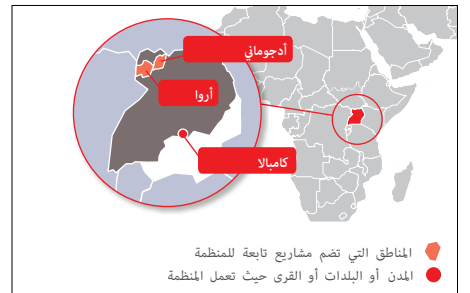 أدجوماني
أروا
كامبالا
المناطق التي تضم مشاريع تابعة للمنظمة
المدن أو البلدات أو القرى حيث تعمل المنظمة